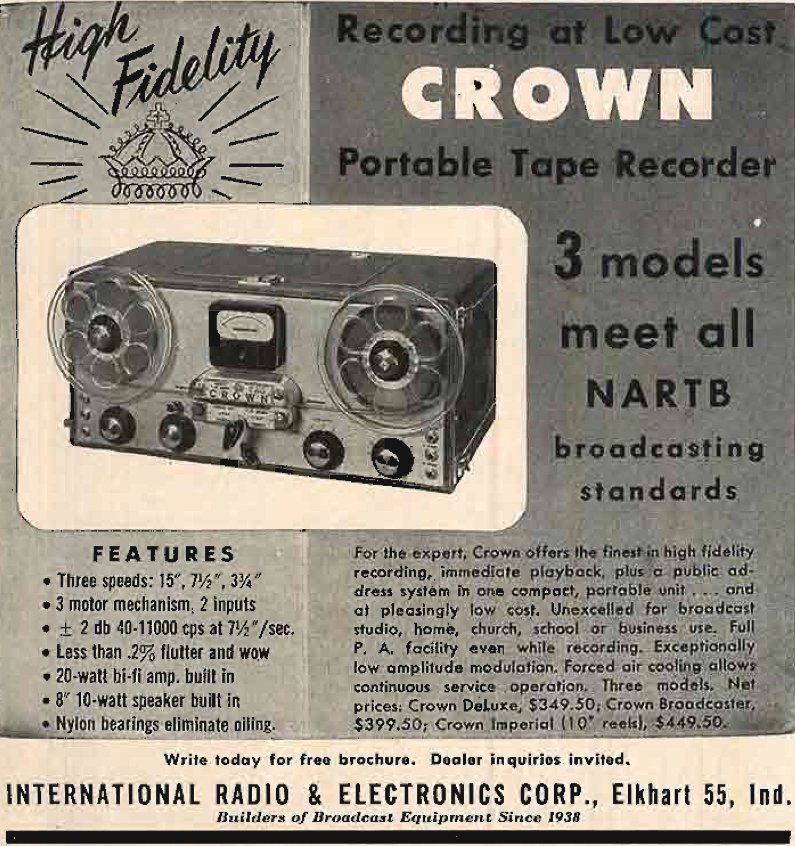 High
Fidelity
Recording at Low Cost
CROWN
Portable Tape Recorder
3 models
meet all
NARTB
broadcasting
standards
CROWN
FEATURES
• Three speeds: 15", 7½", 3¾"
• 3 motor mechanism, 2 inputs
• ± 2 db 40-11000 cps at 7½"/sec.
• Less than .2% flutter and wow
• 20-watt hi-fi amp. built in
• 8" 10-watt speaker built in
• Nylon bearings eliminate oiling.
For the expert, Crown offers the finest in high fidelity
recording, immediate playback, plus a public ad-
dress system in one compact, portable unit . . . and
at pleasingly low cost. Unexcelled for broadcast
studio, home, church, school or business use. Full
P. A. facility even while recording. Exceptionally
low amplitude modulation. Forced air cooling allows
continuous service operation. Three models. Net
prices: Crown DeLuxe, $349.50; Crown Broadcaster,
$399.50; Crown Imperial (10" reels), $449.50.
Write today for free brochure. Dealer inquiries invited.
INTERNATIONAL RADIO & ELECTRONICS CORP., Elkhart 55, Ind.
Builders of Broadcast Equipment Since 1938